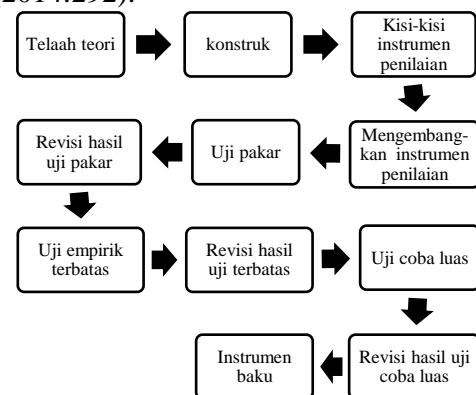 (2014:292).
Telaah teori
konstruk
Kisi-kisi
instrumen
penilaian
Mengembang-
kan instrumen
penilaian
Uji pakar
Revisi hasil
uji pakar
Uji empirik
terbatas
Revisi hasil
uji terbatas
Uji coba luas
Revisi hasil uji
coba luas
Instrumen
baku